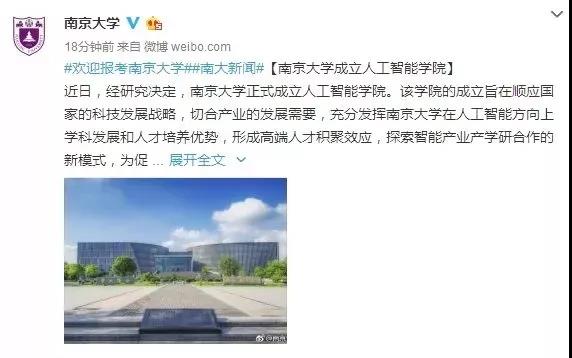 南京大学
18分钟前 来自 微博 weibo.com
#欢迎报考南京大学##南大新闻#【南京大学成立人工智能学院】
近日，经研究决定，南京大学正式成立人工智能学院。该学院的成立旨在顺应国
家的科技发展战略，切合产业的发展需要，充分发挥南京大学在人工智能方向上
学科发展和人才培养优势，形成高端人才积聚效应，探索智能产业产学研合作的
新模式，为促 ... 展开全文
@南京